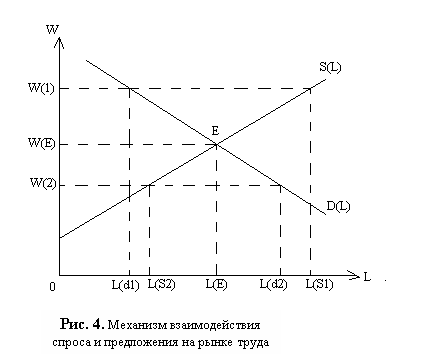 W
S(L)
W(1)
E
W(E)
W(2)
D(L)
0
L(d1)
L(S2)
L(E)
L(d2)
L(S1)
L
Рис. 4. Механизм взаимодействия
спроса и предложения на рынке труда